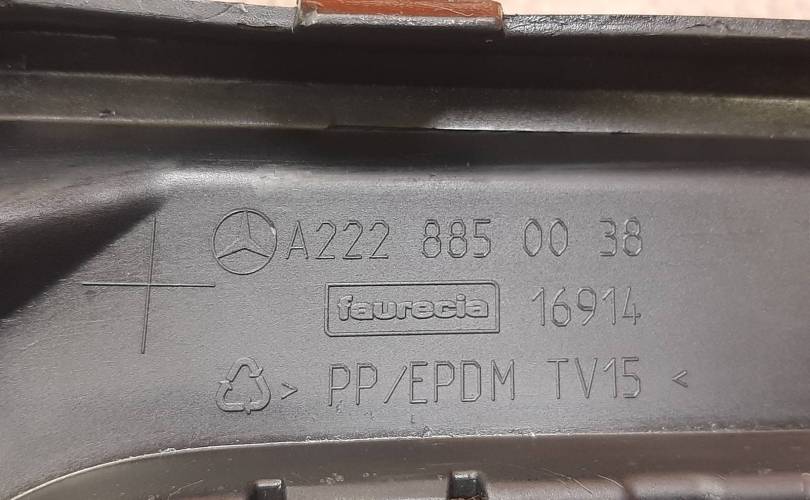 A222 885 00 38
faurecia 16914
> PP/EPDM TV15 <